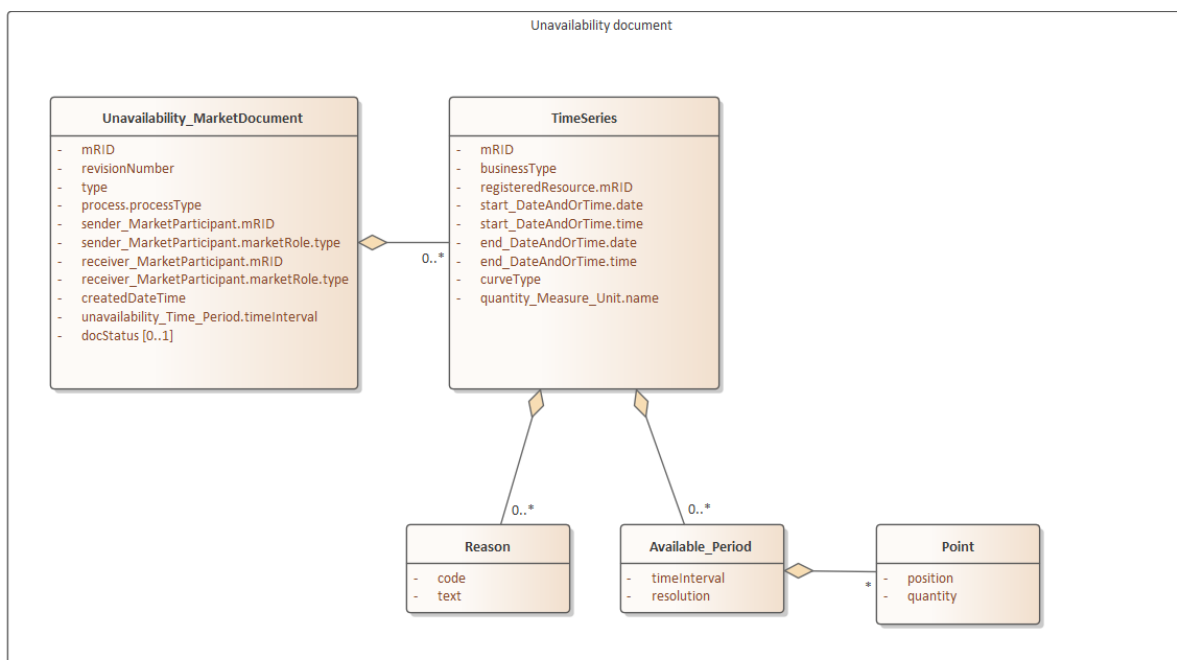 Unavailability document
Unavailability_MarketDocument
- mRID
- revisionNumber
- type
- process.processType
- sender_MarketParticipant.mRID
- sender_MarketParticipant.marketRole.type
- receiver_MarketParticipant.mRID
- receiver_MarketParticipant.marketRole.type
- createdDateTime
- unavailability_Time_Period.timeInterval
- docStatus [0..1]
0..*
TimeSeries
- mRID
- businessType
- registeredResource.mRID
- start_DateAndOrTime.date
- start_DateAndOrTime.time
- end_DateAndOrTime.date
- end_DateAndOrTime.time
- curveType
- quantity_Measure_Unit.name
0..*
0..*
Reason
- code
- text
Available_Period
- timeInterval
- resolution
*
Point
- position
- quantity